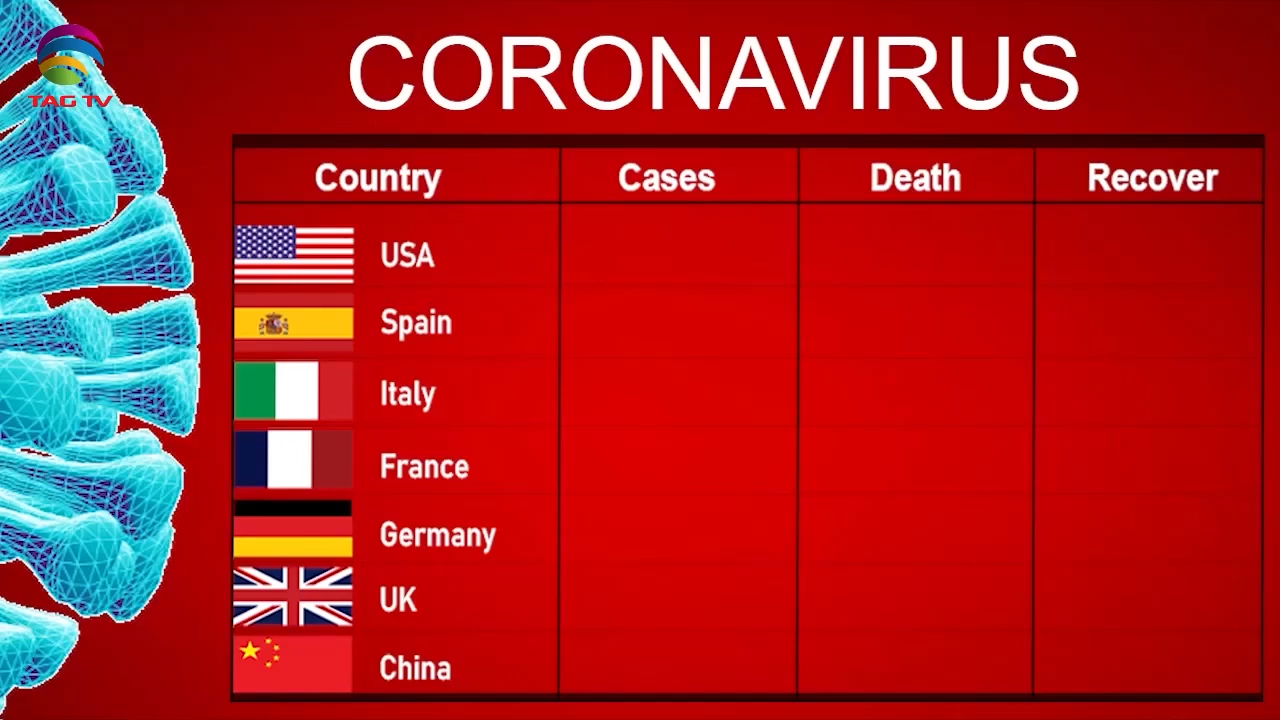 TAG TV
CORONAVIRUS
Country Cases Death Recover
USA
Spain
Italy
France
Germany
UK
China